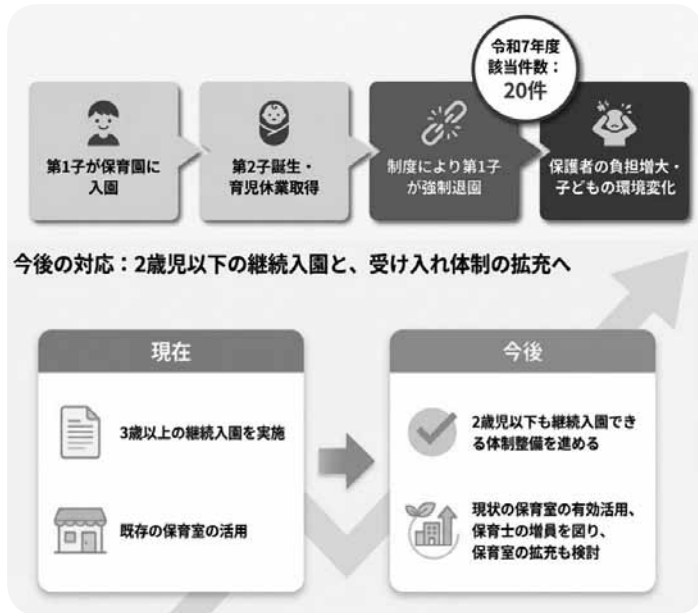 令和7年度
該当件数：
20件
第1子が保育園に
入園
第2子誕生・
育児休業取得
制度により第1子
が強制退園
保護者の負担増大・
子どもの環境変化
今後の対応：2歳児以下の継続入園と、受け入れ体制の拡充へ
現在
3歳以上の継続入園を実施
既存の保育室の活用
今後
2歳児以下も継続入園でき
る体制整備を進める
現状の保育室の有効活用、
保育士の増員を図り、
保育室の拡充も検討